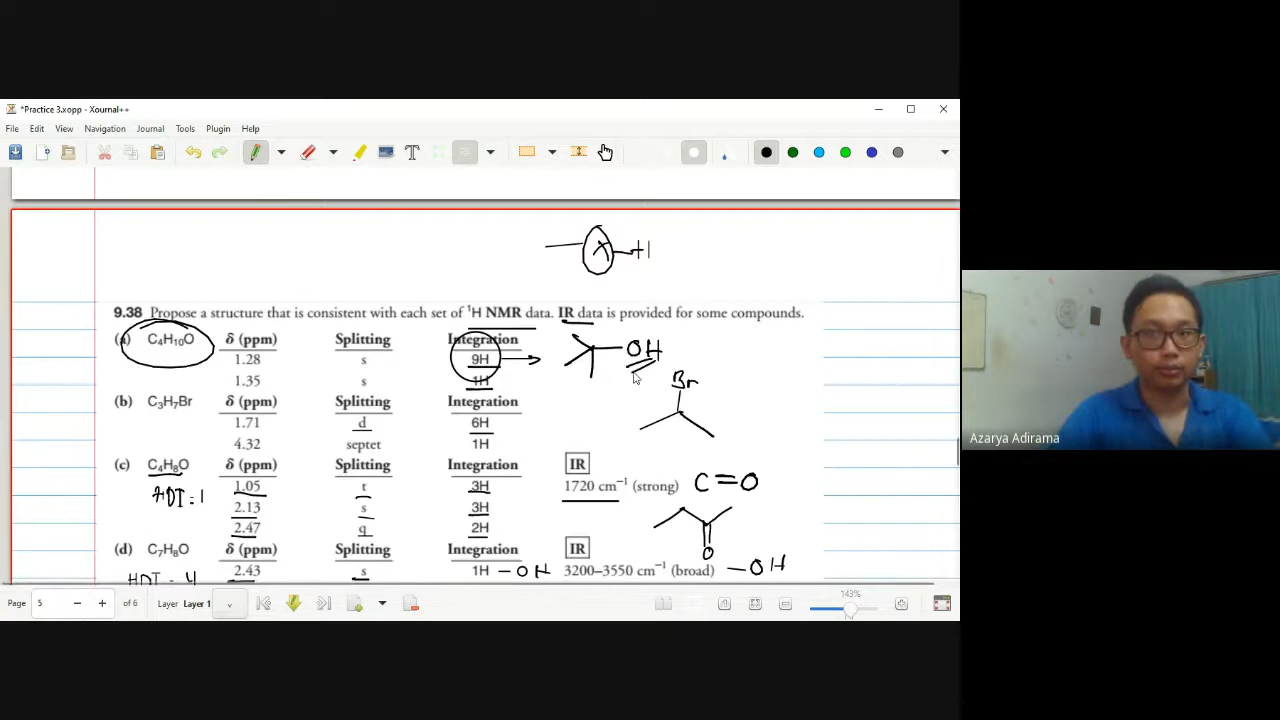 *Practice 3.xopp - Xournal++
File Edit View Navigation Journal Tools Plugin Help
X-H
9.38 Propose a structure that is consistent with each set of ¹H NMR data. IR data is provided for some compounds.
(a) C₄H₁₀O δ (ppm) Splitting Integration
1.28 s 9H OH
1.35 s 1H
Br
(b) C₃H₇Br δ (ppm) Splitting Integration
1.71 d 6H
4.32 septet 1H
(c) C₄H₈O δ (ppm) Splitting Integration IR
HDI = 1 1.05 t 3H 1720 cm⁻¹ (strong) C=O
2.13 s 3H
2.47 q 2H
O
(d) C₇H₈O δ (ppm) Splitting Integration IR
HDI = 4 2.43 s 1H -OH 3200–3550 cm⁻¹ (broad) -OH
Page 5 of 6 Layer Layer 1 143%
Azarya Adirama